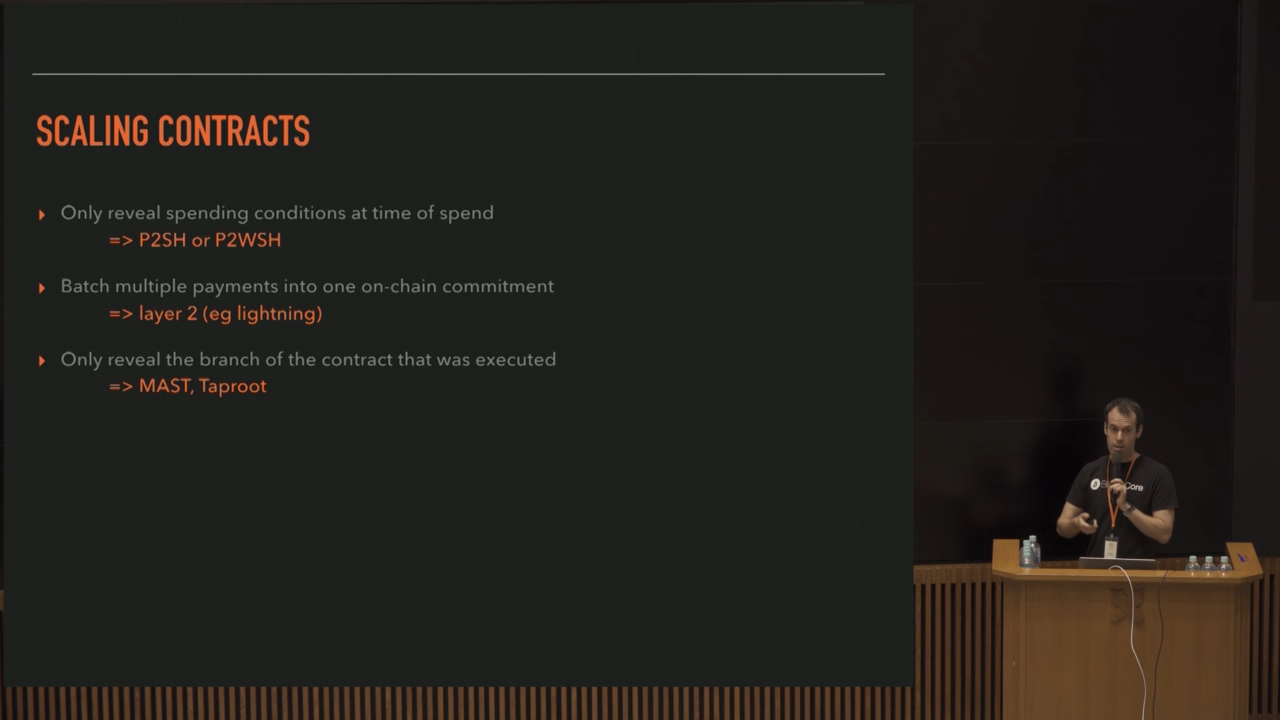 SCALING CONTRACTS
Only reveal spending conditions at time of spend
=> P2SH or P2WSH
Batch multiple payments into one on-chain commitment
=> layer 2 (eg lightning)
Only reveal the branch of the contract that was executed
=> MAST, Taproot